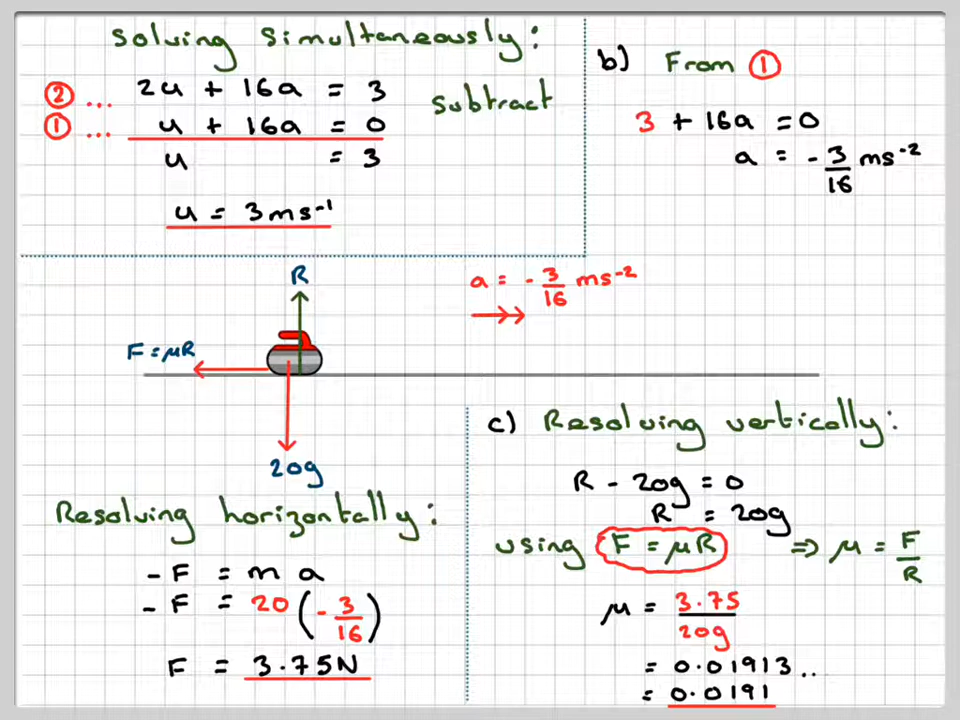 Solving simultaneously:
② ... 2u + 16a = 3 subtract
① ... u + 16a = 0
u = 3
u = 3ms⁻¹
b) From ①
3 + 16a = 0
a = -3/16 ms⁻²
R
a = -3/16 ms⁻²
F = μR
20g
Resolving horizontally:
-F = ma
-F = 20(-3/16)
F = 3.75N
c) Resolving vertically:
R - 20g = 0
R = 20g
using F = μR ⇒ μ = F/R
μ = 3.75/20g
= 0.01913...
= 0.0191